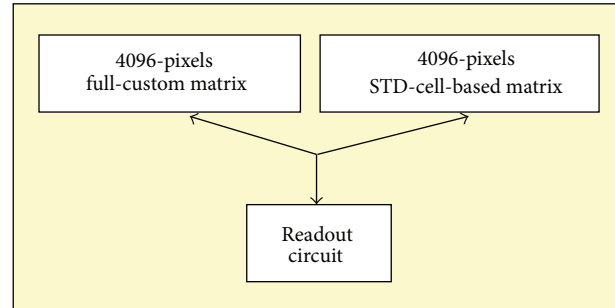 4096-pixels
full-custom matrix
4096-pixels
STD-cell-based matrix
Readout
circuit